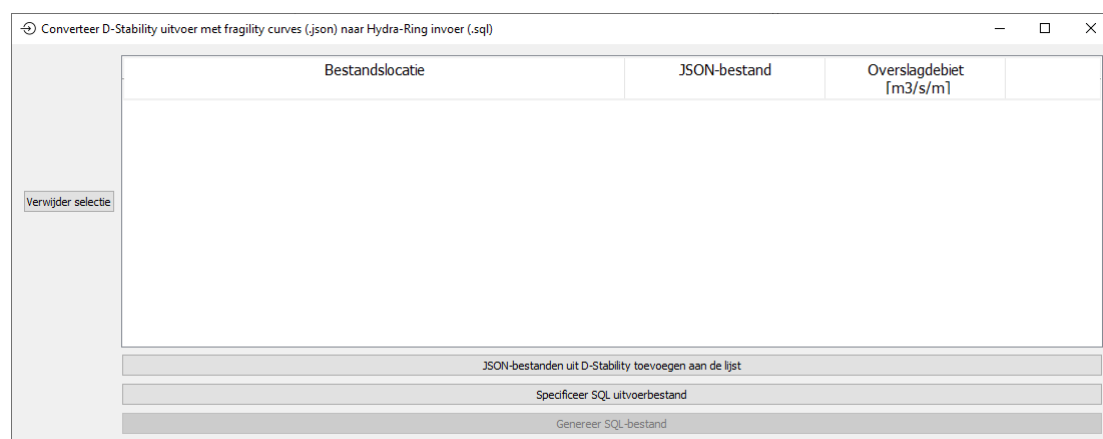 Converteer D-Stability uitvoer met fragility curves (.json) naar Hydra-Ring invoer (.sql)
Bestandslocatie JSON-bestand Overslagdebiet
[m3/s/m]
Verwijder selectie
JSON-bestanden uit D-Stability toevoegen aan de lijst
Specificeer SQL uitvoerbestand
Genereer SQL-bestand